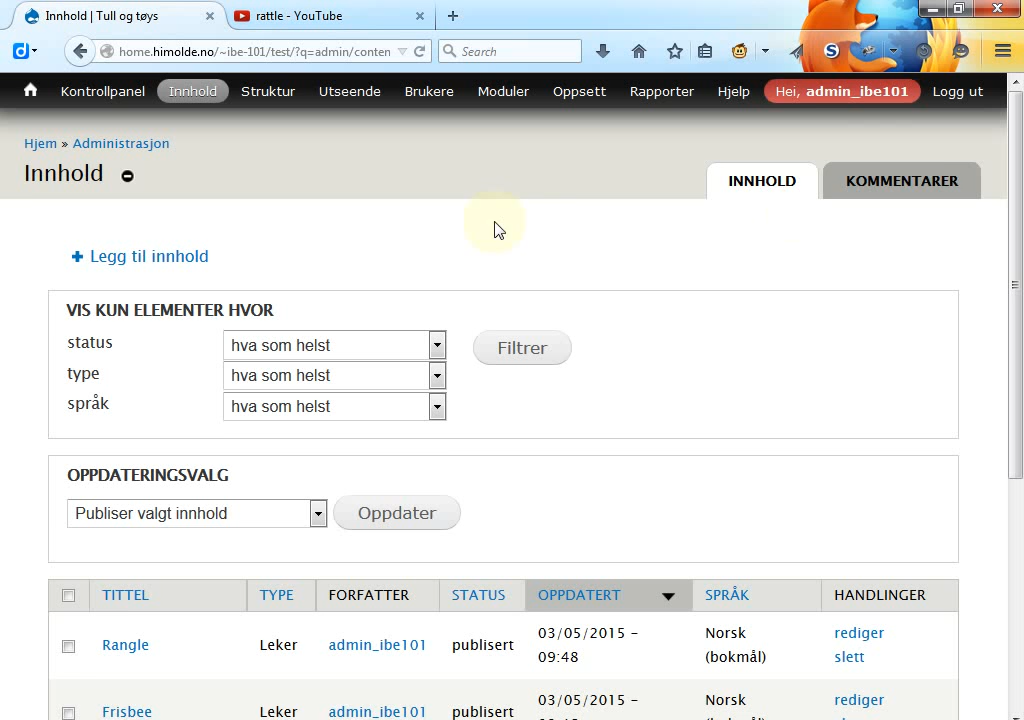 Innhold | Tull og tøys
rattle - YouTube
home.himolde.no/~ibe-101/test/?q=admin/conten
Search
Kontrollpanel Innhold Struktur Utseende Brukere Moduler Oppsett Rapporter Hjelp Hei, admin_ibe101 Logg ut
Hjem » Administrasjon
Innhold
INNHOLD KOMMENTARER
Legg til innhold
VIS KUN ELEMENTER HVOR
status hva som helst Filtrer
type hva som helst
språk hva som helst
OPPDATERINGSVALG
Publiser valgt innhold Oppdater
TITTEL TYPE FORFATTER STATUS OPPDATERT SPRÅK HANDLINGER
Rangle Leker admin_ibe101 publisert 03/05/2015 - 09:48 Norsk (bokmål) rediger slett
Frisbee Leker admin_ibe101 publisert 03/05/2015 - Norsk rediger